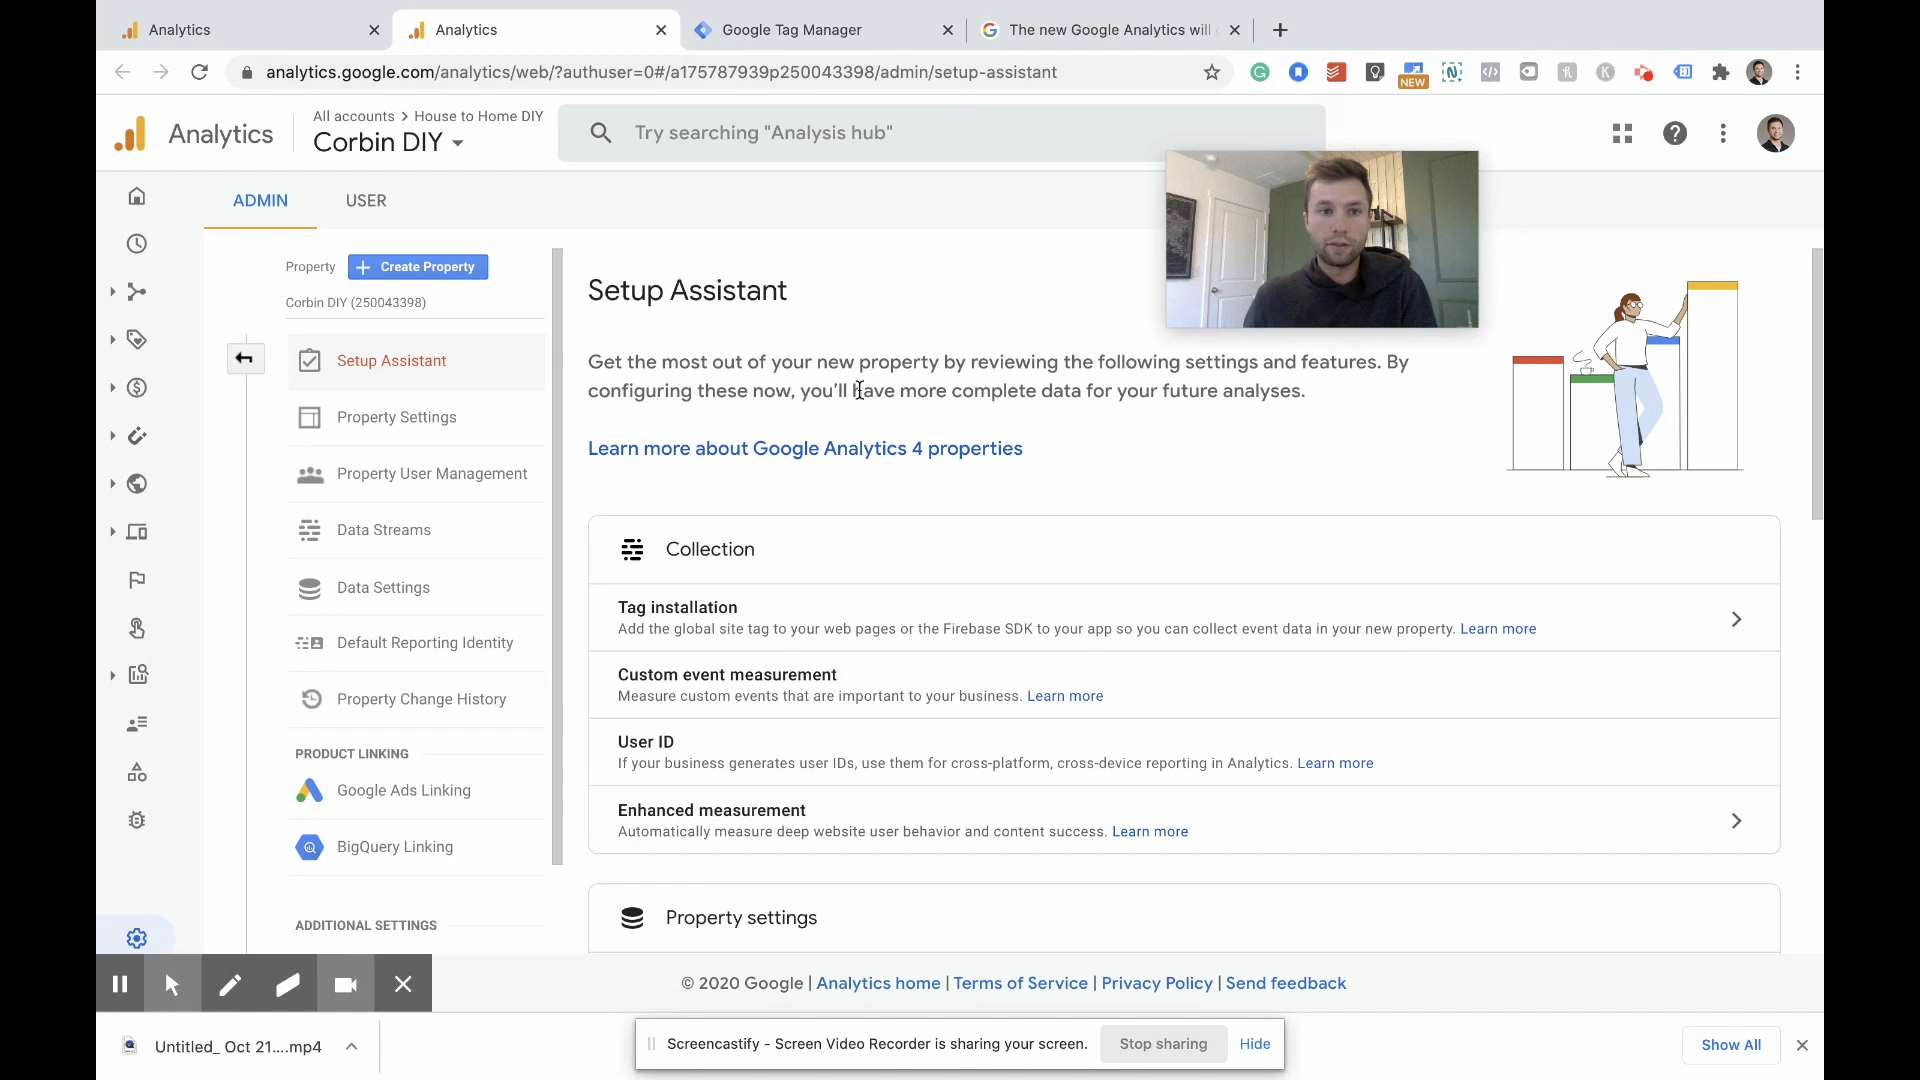 Analytics
Analytics
Google Tag Manager
The new Google Analytics will
analytics.google.com/analytics/web/?authuser=0#/a175787939p250043398/admin/setup-assistant
NEW
Analytics
All accounts > House to Home DIY
Corbin DIY
Try searching "Analysis hub"
ADMIN
USER
Property
+ Create Property
Corbin DIY (250043398)
Setup Assistant
Property Settings
Property User Management
Data Streams
Data Settings
Default Reporting Identity
Property Change History
PRODUCT LINKING
Google Ads Linking
BigQuery Linking
ADDITIONAL SETTINGS
Setup Assistant
Get the most out of your new property by reviewing the following settings and features. By
configuring these now, you'll have more complete data for your future analyses.
Learn more about Google Analytics 4 properties
Collection
Tag installation
Add the global site tag to your web pages or the Firebase SDK to your app so you can collect event data in your new property. Learn more
Custom event measurement
Measure custom events that are important to your business. Learn more
User ID
If your business generates user IDs, use them for cross-platform, cross-device reporting in Analytics. Learn more
Enhanced measurement
Automatically measure deep website user behavior and content success. Learn more
Property settings
© 2020 Google | Analytics home | Terms of Service | Privacy Policy | Send feedback
Untitled_ Oct 21....mp4
Screencastify - Screen Video Recorder is sharing your screen.
Stop sharing
Hide
Show All